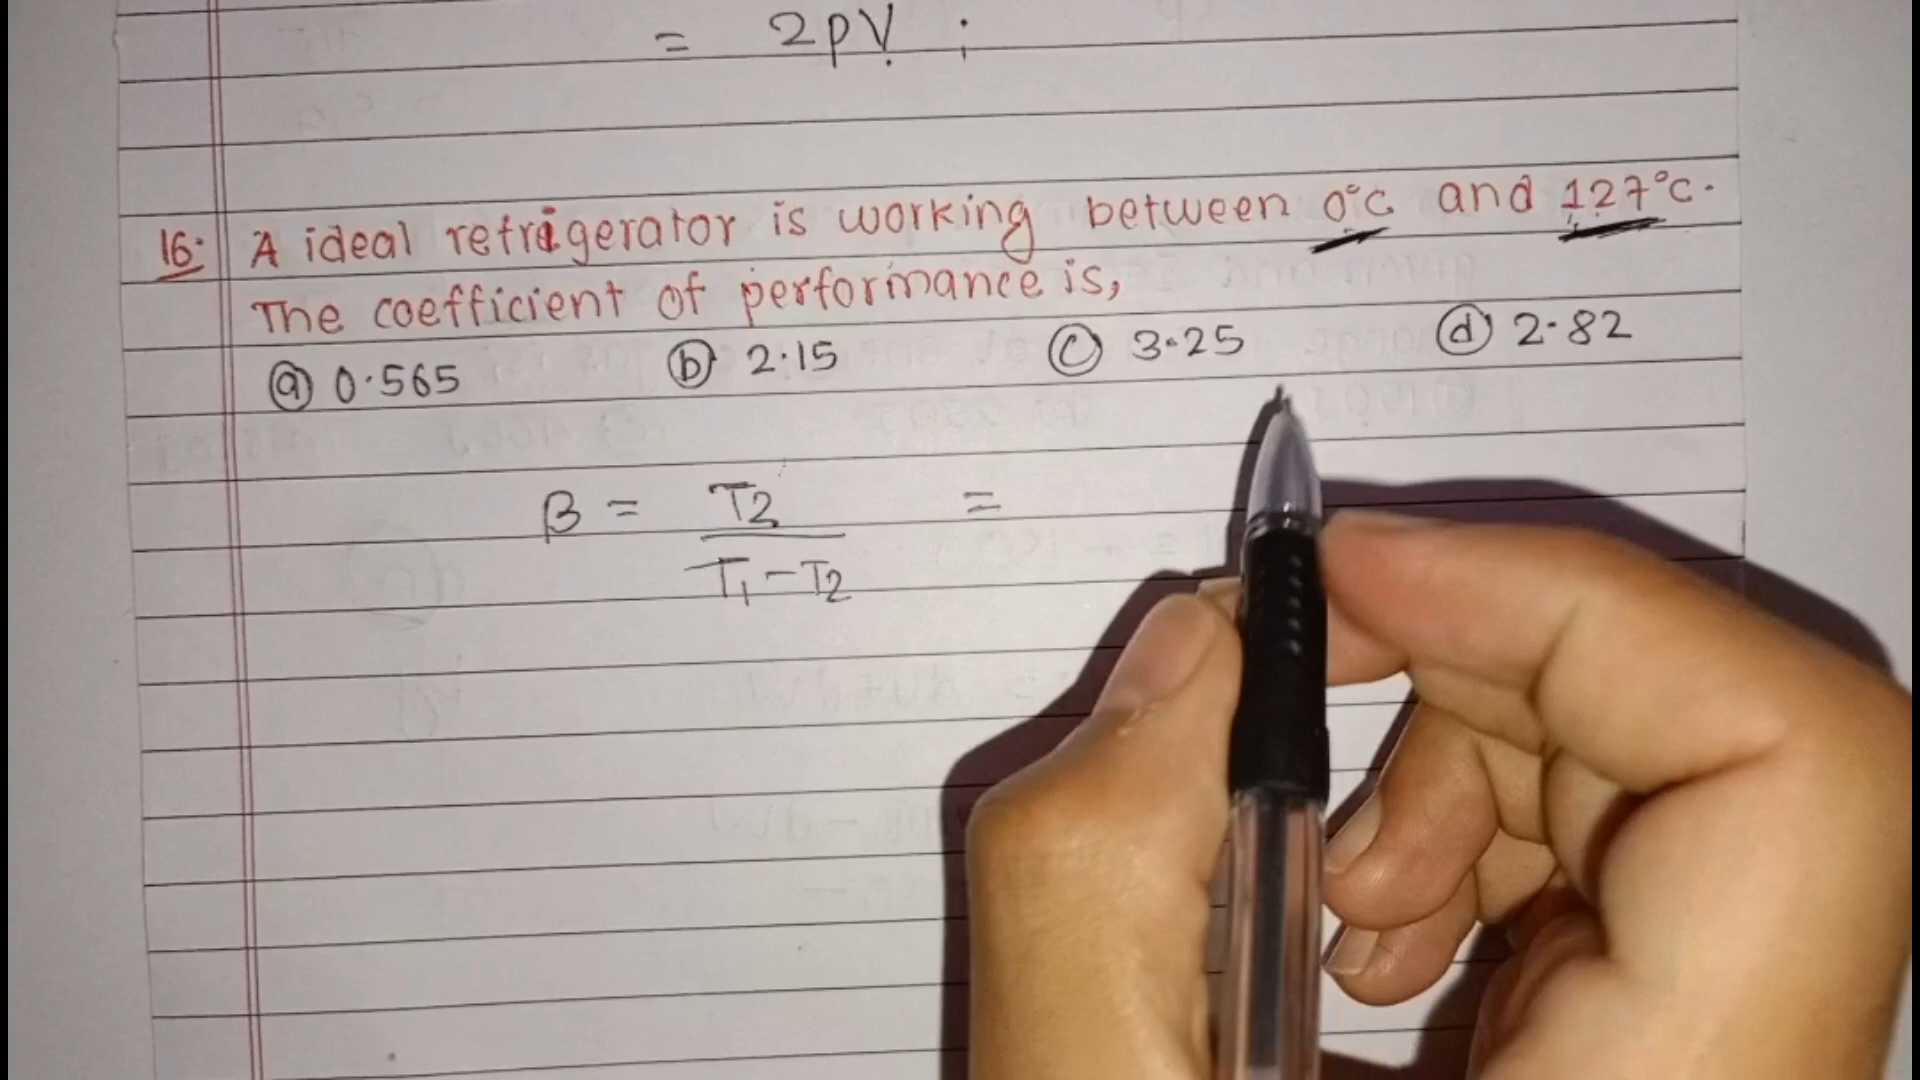 = 2PV ;
16. A ideal refrigerator is working between 0°C and 127°C.
The coefficient of performance is,
ⓐ 0.565 ⓑ 2.15 ⓒ 3.25 ⓓ 2.82
β = T2 =
T1 - T2